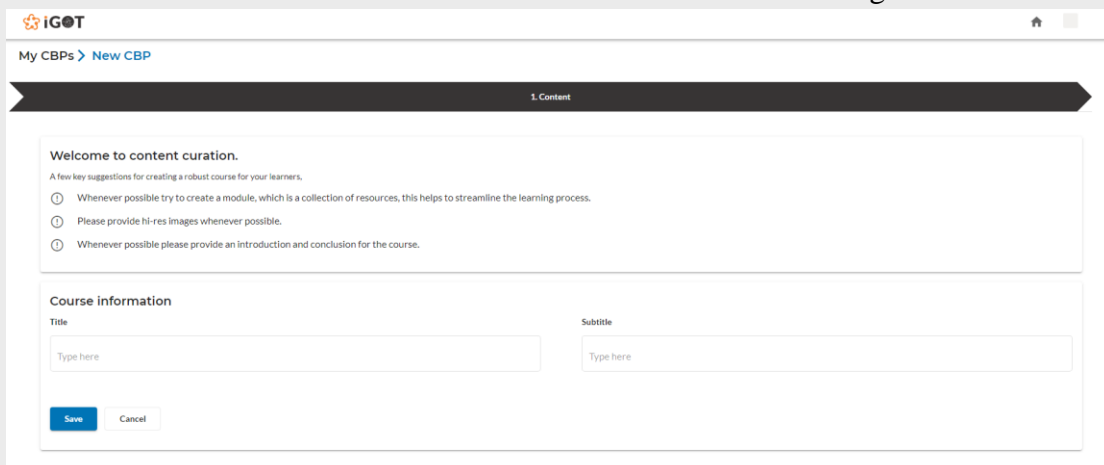 iGOT
My CBPs > New CBP
1. Content
Welcome to content curation.
A few key suggestions for creating a robust course for your learners,
Whenever possible try to create a module, which is a collection of resources, this helps to streamline the learning process.
Please provide hi-res images whenever possible.
Whenever possible please provide an introduction and conclusion for the course.
Course information
Title Subtitle
Type here Type here
Save Cancel